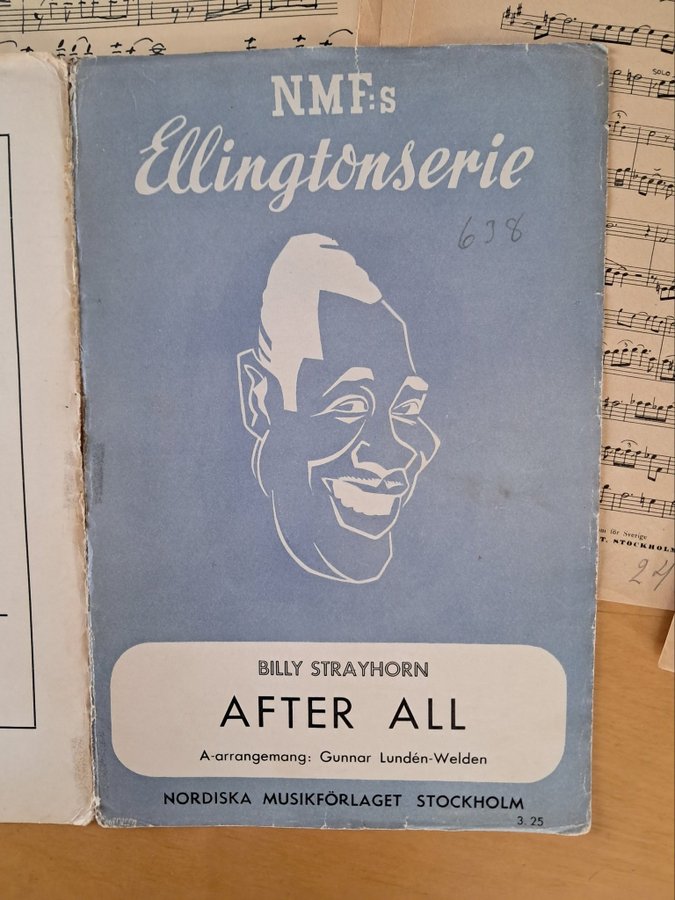 NMF:s
Ellingtonserie
638
BILLY STRAYHORN
AFTER ALL
A-arrangemang: Gunnar Lundén-Welden
NORDISKA MUSIKFÖRLAGET STOCKHOLM
3.25
SOLO
för Sverige
T. STOCKHOLM
24